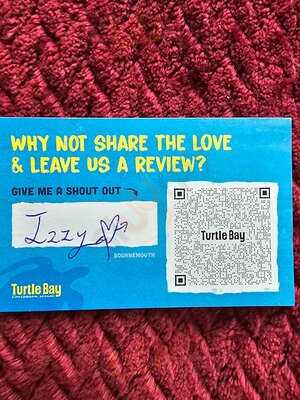 WHY NOT SHARE THE LOVE
& LEAVE US A REVIEW?
GIVE ME A SHOUT OUT
Izzy
BOURNEMOUTH
Turtle Bay
Turtle Bay